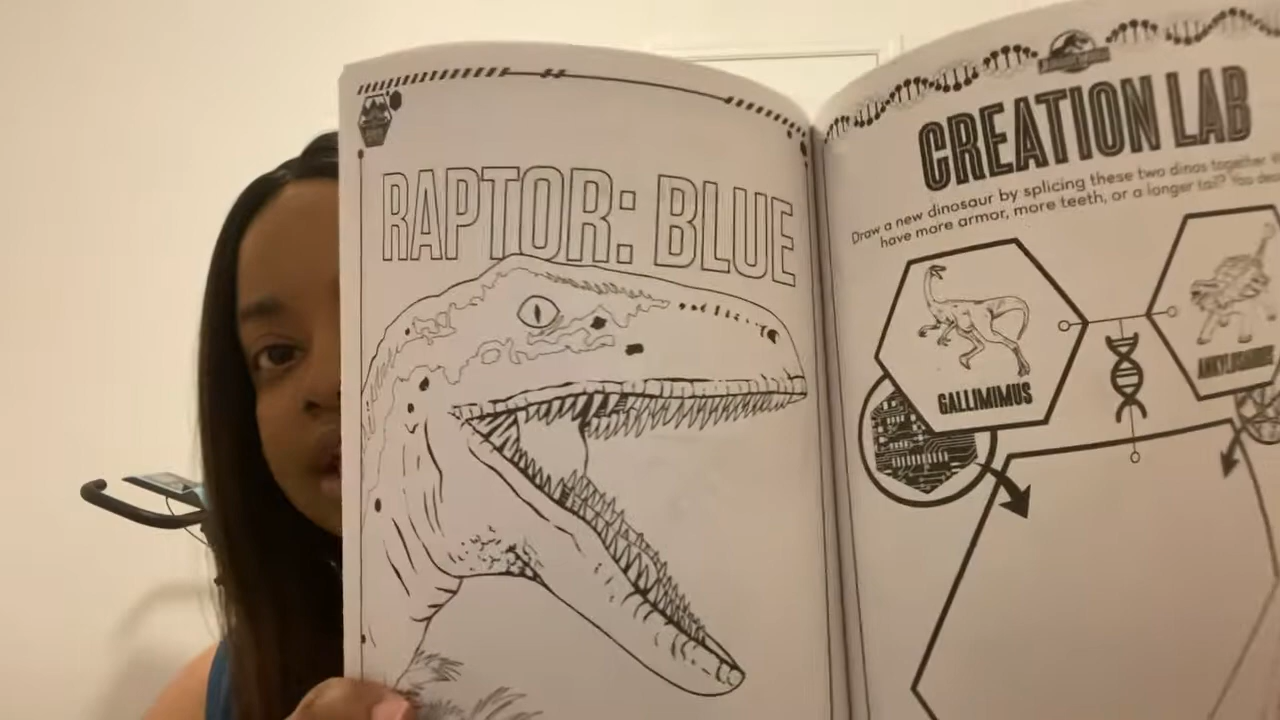 RAPTOR: BLUE
CREATION LAB
Draw a new dinosaur by splicing these two dinos together
have more armor, more teeth, or a longer tail? You
GALLIMIMUS
ANKYLOSAURUS